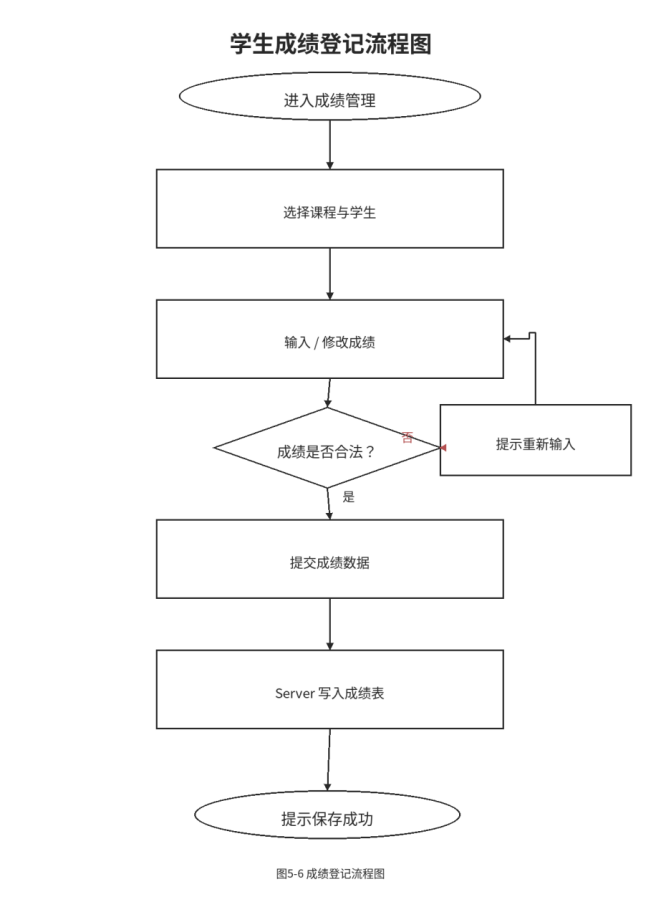 学生成绩登记流程图
进入成绩管理
选择课程与学生
输入 / 修改成绩
否
成绩是否合法？
提示重新输入
是
提交成绩数据
Server 写入成绩表
提示保存成功
图5-6 成绩登记流程图